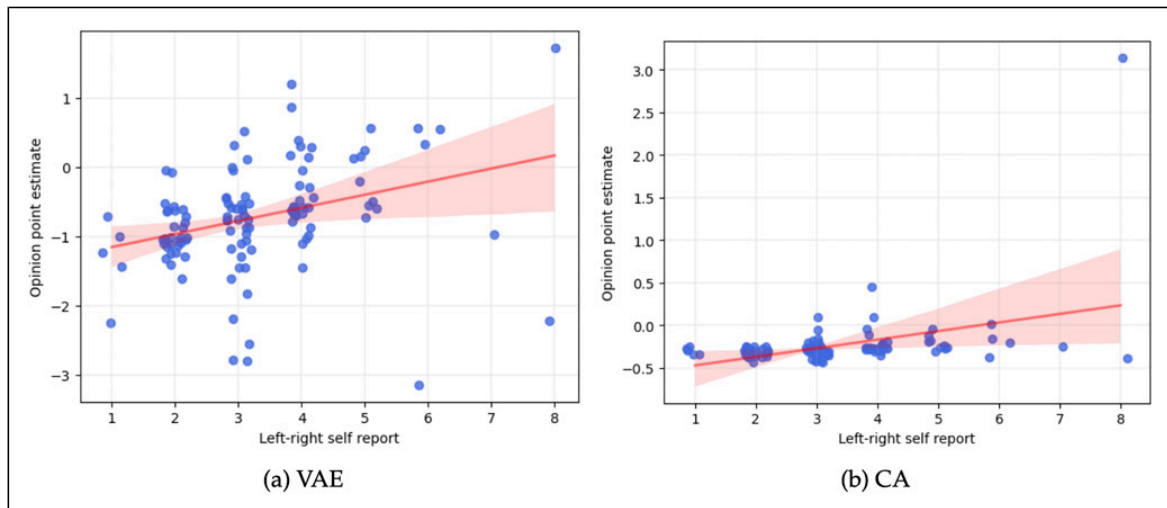 1
0
−1
−2
−3
Opinion point estimate
1 2 3 4 5 6 7 8
Left-right self report
(a) VAE
3.0
2.5
2.0
1.5
1.0
0.5
0.0
−0.5
Opinion point estimate
1 2 3 4 5 6 7 8
Left-right self report
(b) CA